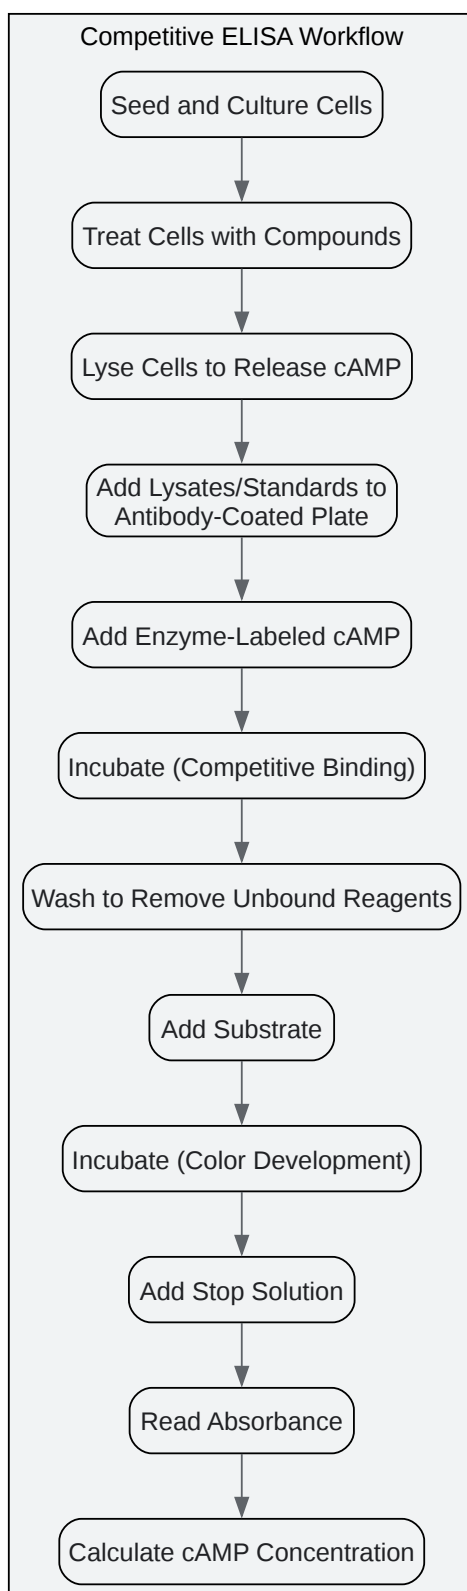 Competitive ELISA Workflow
Seed and Culture Cells
Treat Cells with Compounds
Lyse Cells to Release cAMP
Add Lysates/Standards to
Antibody-Coated Plate
Add Enzyme-Labeled cAMP
Incubate (Competitive Binding)
Wash to Remove Unbound Reagents
Add Substrate
Incubate (Color Development)
Add Stop Solution
Read Absorbance
Calculate cAMP Concentration